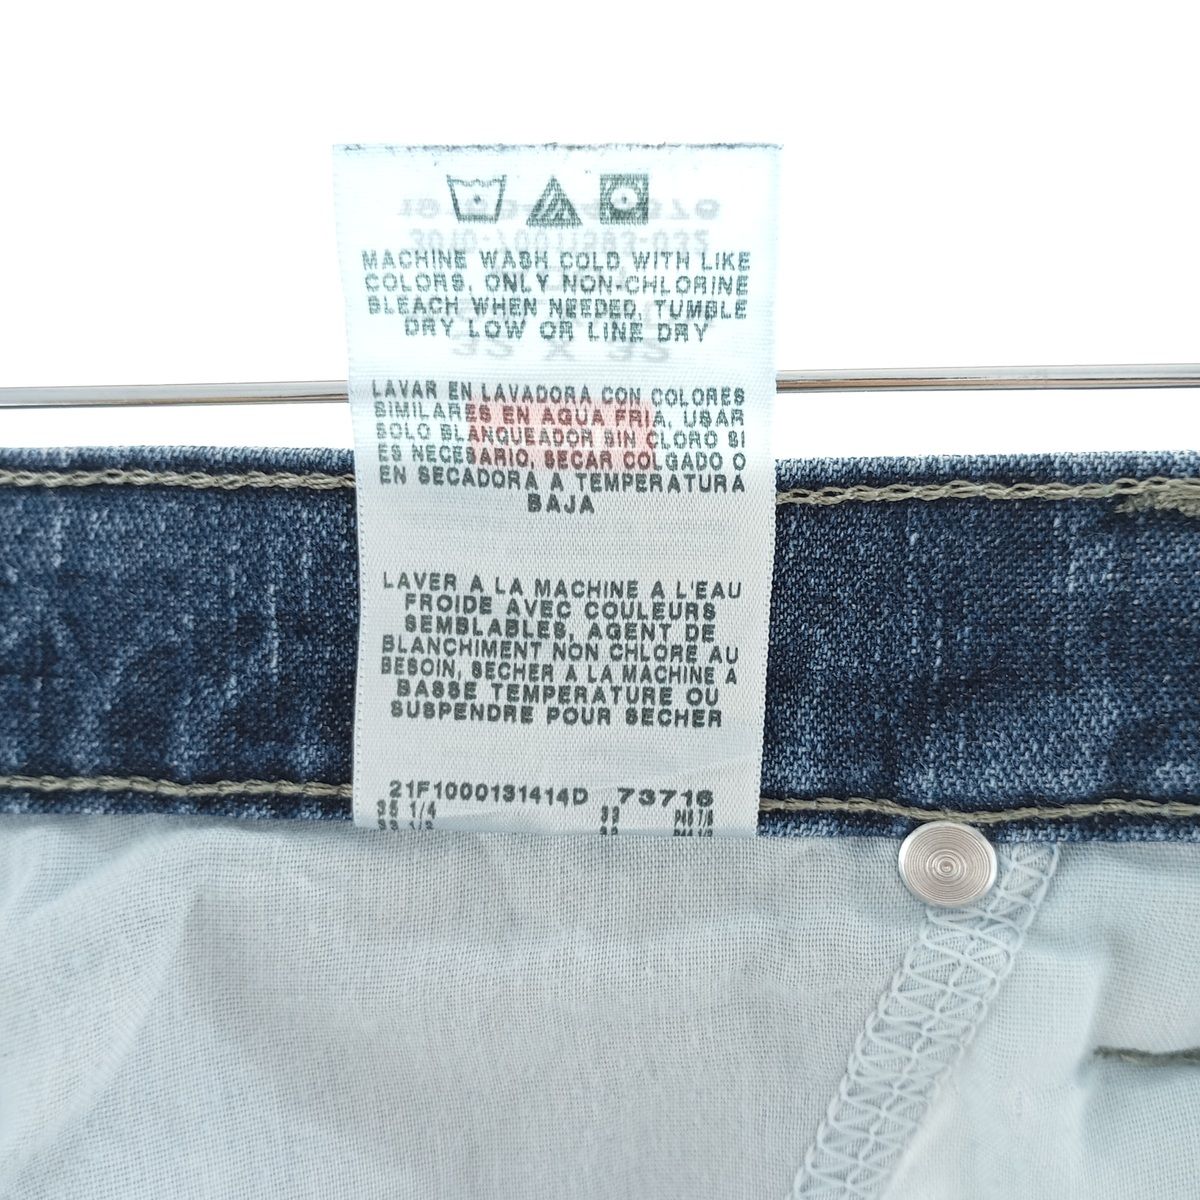 MACHINE WASH COLD WITH LIKE
COLORS, ONLY NON-CHLORINE
BLEACH WHEN NEEDED, TUMBLE
DRY LOW OR LINE DRY
LAVAR EN LAVADORA CON COLORES
SIMILARES EN AGUA FRIA, USAR
SOLO BLANQUEADOR SIN CLORO SI
ES NECESARIO, SECAR COLGADO O
EN SECADORA A TEMPERATURA
BAJA
LAVER A LA MACHINE A L'EAU
FROIDE AVEC COULEURS
SEMBLABLES, AGENT DE
BLANCHIMENT NON CHLORE AU
BESOIN, SECHER A LA MACHINE A
BASSE TEMPERATURE OU
SUSPENDRE POUR SECHER
21F1000131414D 73716
35 1/4